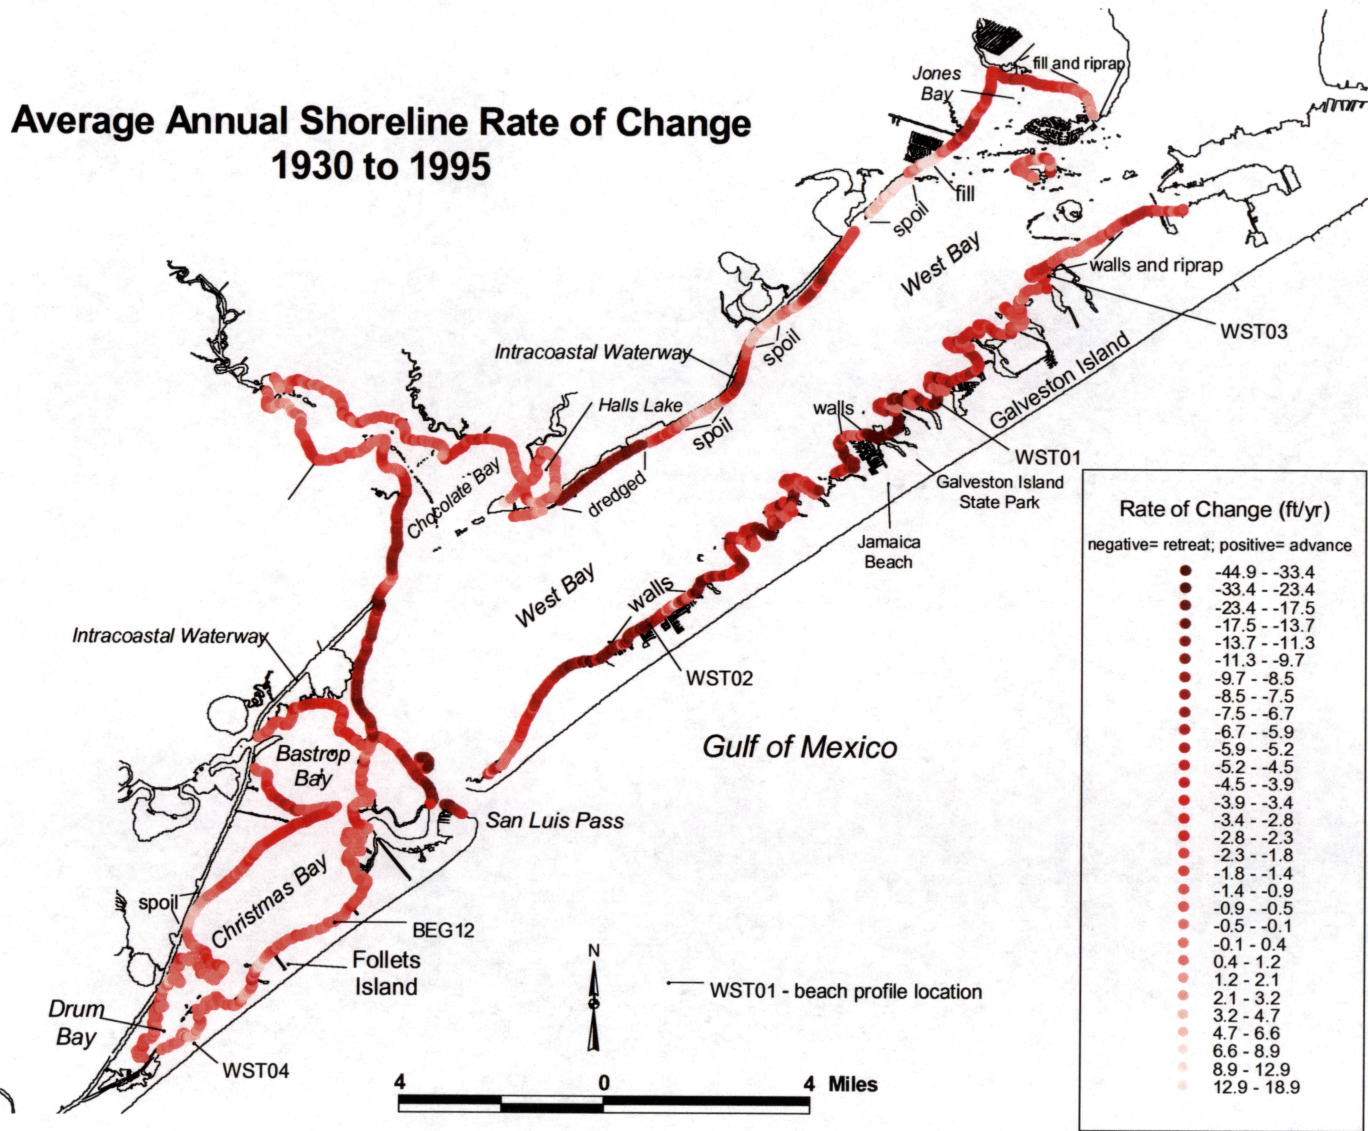 Average Annual Shoreline Rate of Change
1930 to 1995
Jones
Bay
fill and riprap
fill
spoil
West Bay
walls and riprap
WST03
Intracoastal Waterway
spoil
Galveston Island
Halls Lake
spoil
walls
WST01
Galveston Island
State Park
Chocolate Bay
dredged
Jamaica
Beach
West Bay
walls
Intracoastal Waterway
WST02
Gulf of Mexico
Bastrop
Bay
San Luis Pass
spoil
Christmas Bay
BEG12
Follets
Island
Drum
Bay
WST04
N
WST01 - beach profile location
4 0 4 Miles
Rate of Change (ft/yr)
negative= retreat; positive= advance
-44.9 - -33.4
-33.4 - -23.4
-23.4 - -17.5
-17.5 - -13.7
-13.7 - -11.3
-11.3 - -9.7
-9.7 - -8.5
-8.5 - -7.5
-7.5 - -6.7
-6.7 - -5.9
-5.9 - -5.2
-5.2 - -4.5
-4.5 - -3.9
-3.9 - -3.4
-3.4 - -2.8
-2.8 - -2.3
-2.3 - -1.8
-1.8 - -1.4
-1.4 - -0.9
-0.9 - -0.5
-0.5 - -0.1
-0.1 - 0.4
0.4 - 1.2
1.2 - 2.1
2.1 - 3.2
3.2 - 4.7
4.7 - 6.6
6.6 - 8.9
8.9 - 12.9
12.9 - 18.9